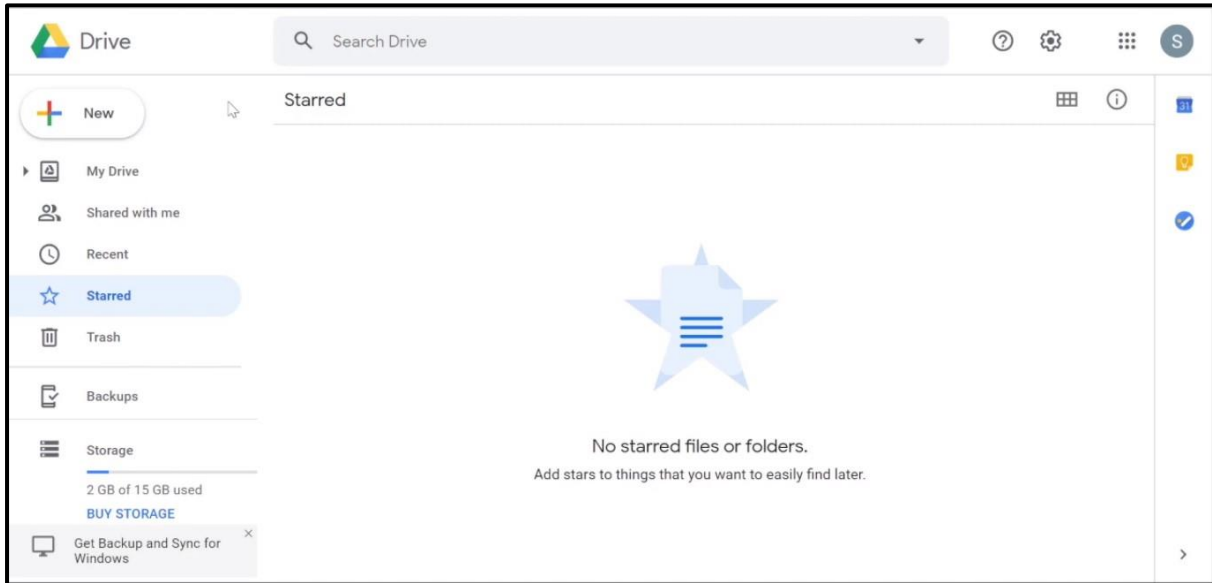 Drive
Search Drive
S
New
Starred
31
My Drive
Shared with me
Recent
Starred
Trash
Backups
Storage
2 GB of 15 GB used
BUY STORAGE
Get Backup and Sync for
Windows
No starred files or folders.
Add stars to things that you want to easily find later.